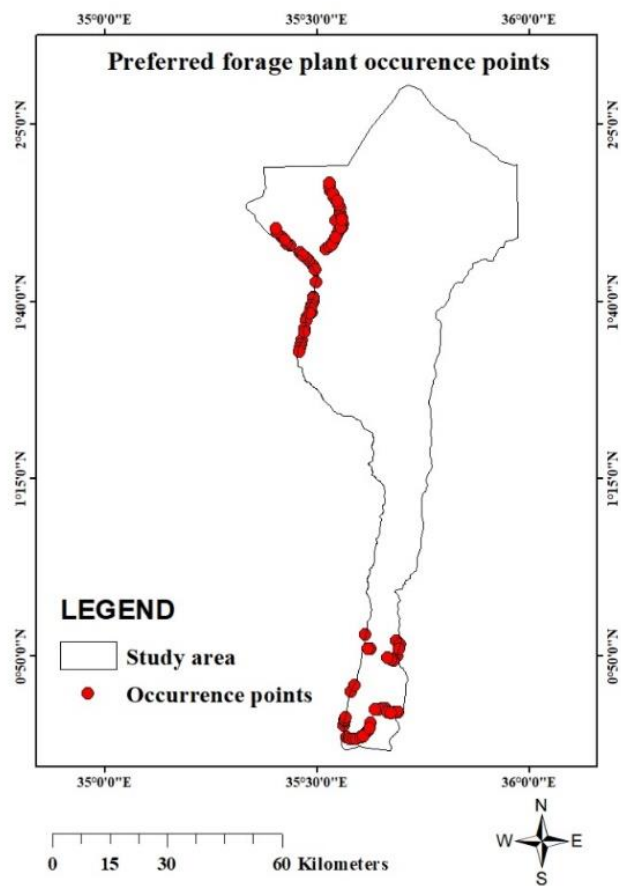 35°0'0"E 35°30'0"E 36°0'0"E
Preferred forage plant occurence points
2°5'0"N 2°5'0"N
1°40'0"N 1°40'0"N
1°15'0"N 1°15'0"N
0°50'0"N 0°50'0"N
LEGEND
Study area
Occurrence points
35°0'0"E 35°30'0"E 36°0'0"E
0 15 30 60 Kilometers
N
W E
S